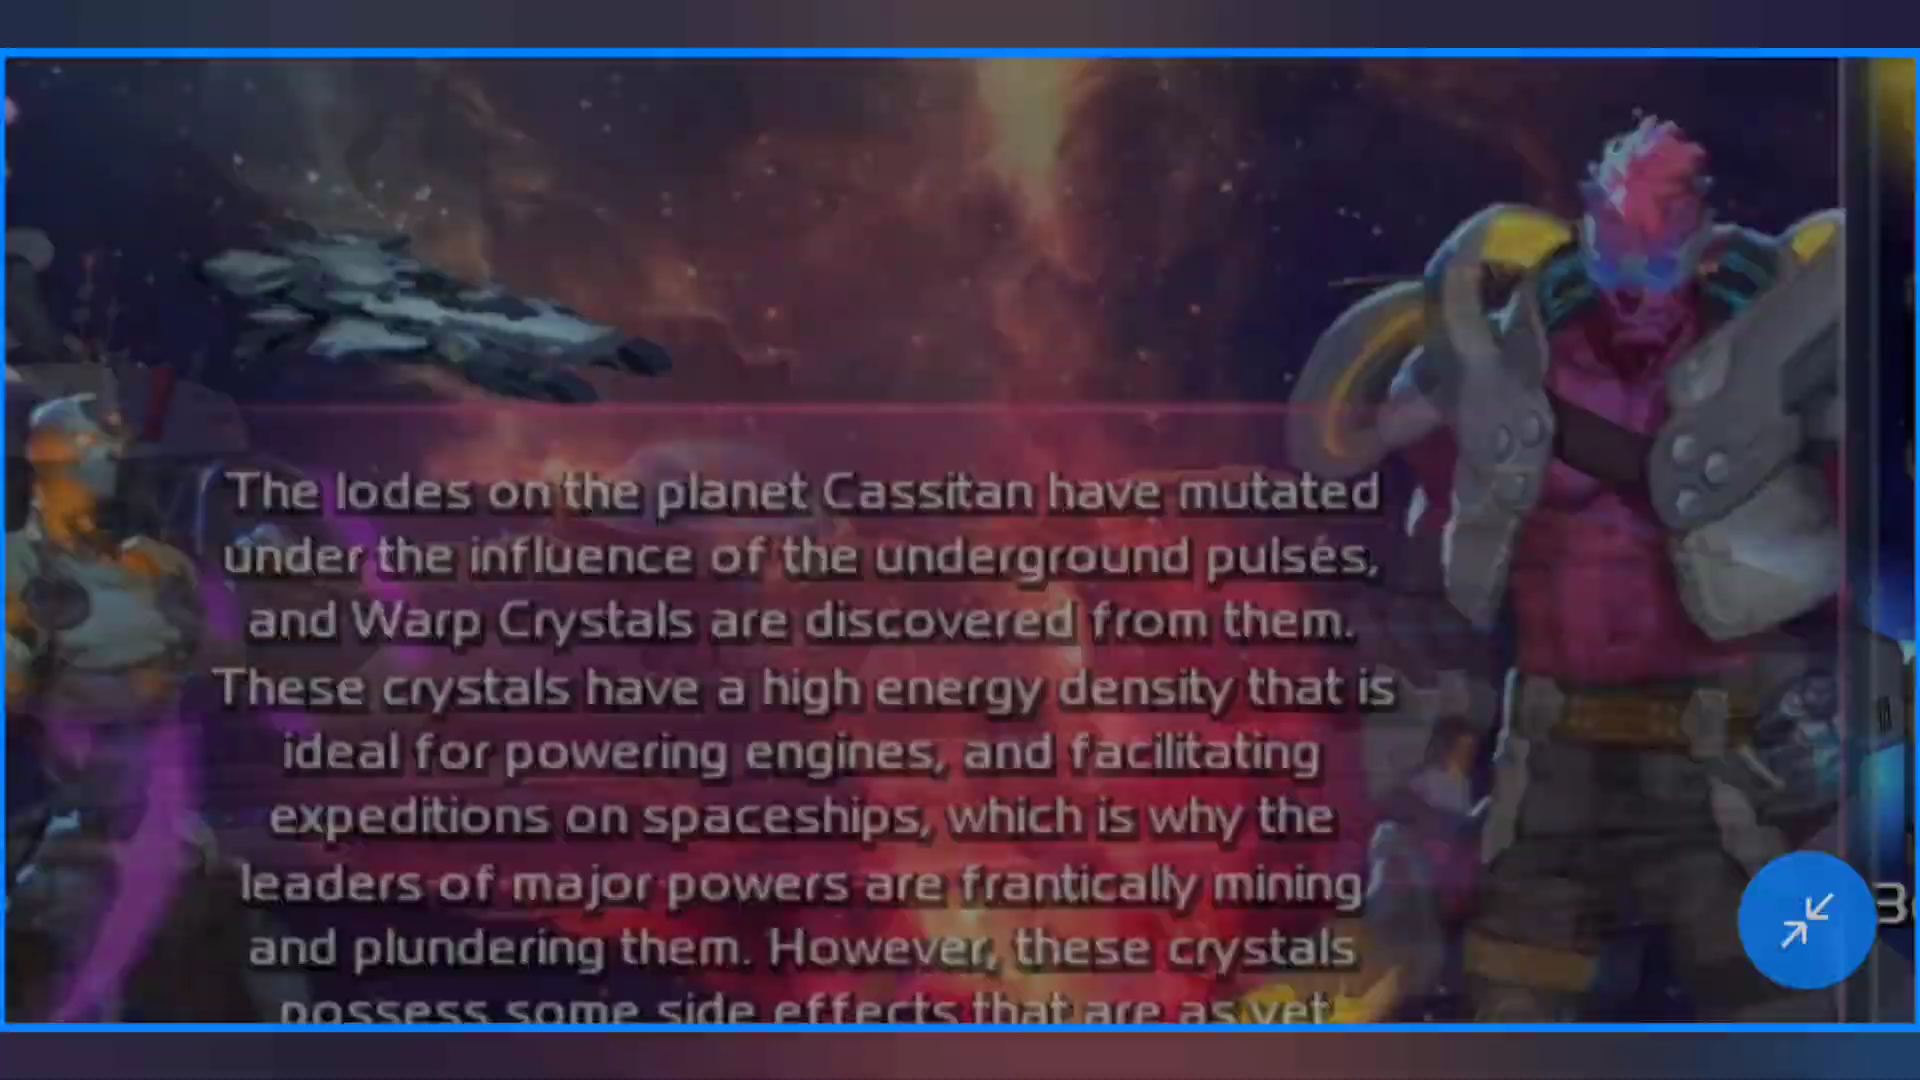 The lodes on the planet Cassitan have mutated
under the influence of the underground pulses,
and Warp Crystals are discovered from them.
These crystals have a high energy density that is
ideal for powering engines, and facilitating
expeditions on spaceships, which is why the
leaders of major powers are frantically mining
and plundering them. However, these crystals
possess some side effects that are as yet